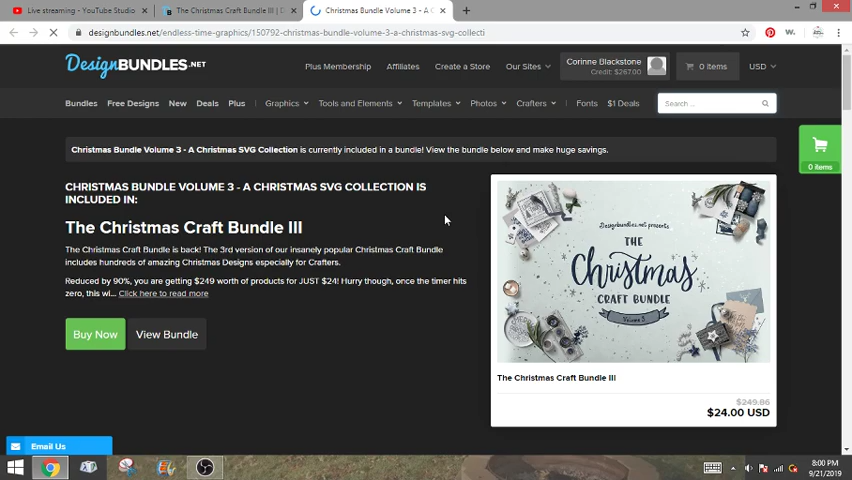 Live streaming - YouTube Studio
The Christmas Craft Bundle III | D
Christmas Bundle Volume 3 - A C
designbundles.net/endless-time-graphics/150792-christmas-bundle-volume-3-a-christmas-svg-collecti
DesignBUNDLES.NET
Plus Membership
Affiliates
Create a Store
Our Sites
Corinne Blackstone
Credit: $267.00
0 Items
USD
Bundles
Free Designs
New
Deals
Plus
Graphics
Tools and Elements
Templates
Photos
Crafters
Fonts
$1 Deals
Search ...
0 items
Christmas Bundle Volume 3 - A Christmas SVG Collection is currently included in a bundle! View the bundle below and make huge savings.
CHRISTMAS BUNDLE VOLUME 3 - A CHRISTMAS SVG COLLECTION IS
INCLUDED IN:
The Christmas Craft Bundle III
The Christmas Craft Bundle is back! The 3rd version of our insanely popular Christmas Craft Bundle
includes hundreds of amazing Christmas Designs especially for Crafters.
Reduced by 90%, you are getting $249 worth of products for JUST $24! Hurry though, once the timer hits
zero, this wi... Click here to read more
Buy Now
View Bundle
Designbundles.net presents
THE
Christmas
CRAFT BUNDLE
Volume 3
The Christmas Craft Bundle III
$249.86
$24.00 USD
Email Us
8:00 PM
9/21/2019